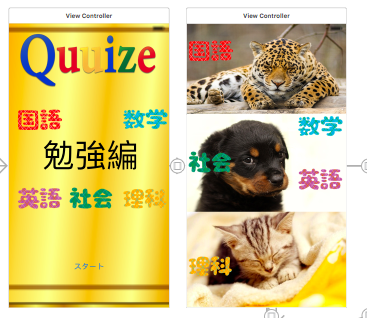 View Controller
Quuize
国語 数学
勉強編
英語 社会 理科
スタート
View Controller
国語
数学
社会
英語
理科